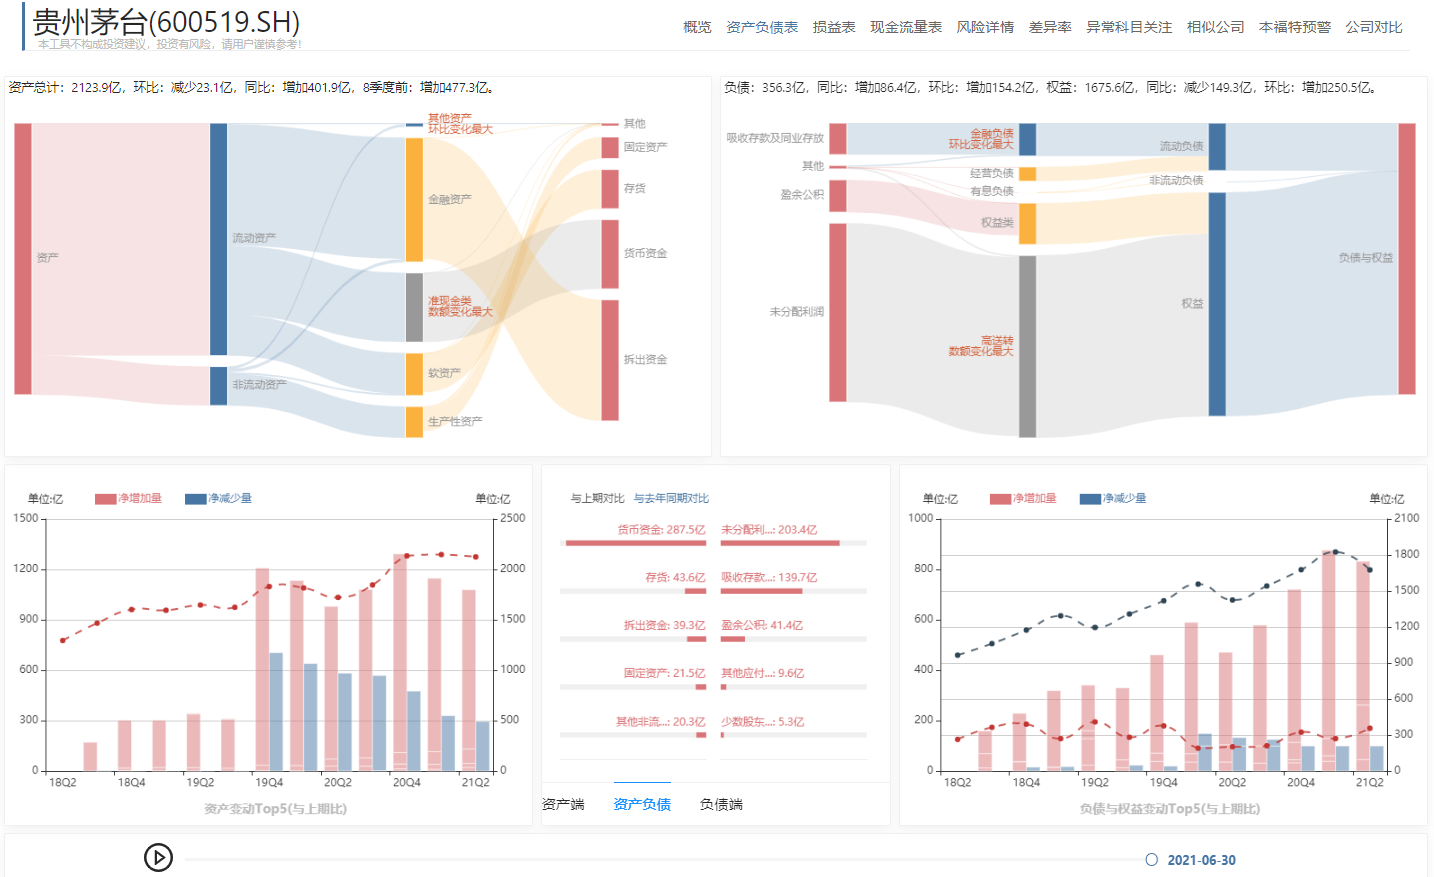 贵州茅台(600519.SH)
本工具不构成投资建议，投资有风险，请用户谨慎参考!
概览 资产负债表 损益表 现金流量表 风险详情 差异率 异常科目关注 相似公司 本福特预警 公司对比
资产总计：2123.9亿，环比：减少23.1亿，同比：增加401.9亿，8季度前：增加477.3亿。
资产
流动资产
非流动资产
其他资产
环比变化最大
金融资产
准现金类
数额变化最大
软资产
生产性资产
其他
固定资产
存货
货币资金
拆出资金
负债：356.3亿，同比：增加86.4亿，环比：增加154.2亿，权益：1675.6亿，同比：减少149.3亿，环比：增加250.5亿。
吸收存款及同业存放
其他
盈余公积
未分配利润
金融负债
环比变化最大
经营负债
有息负债
权益类
高送转
数额变化最大
流动负债
非流动负债
权益
负债与权益
单位:亿 净增加量 净减少量 单位:亿
1500 2500
1200 2000
900 1500
600 1000
300 500
0 0
18Q2 18Q4 19Q2 19Q4 20Q2 20Q4 21Q2
资产变动Top5(与上期比)
与上期对比 与去年同期对比
货币资金: 287.5亿 未分配利...: 203.4亿
存货: 43.6亿 吸收存款...: 139.7亿
拆出资金: 39.3亿 盈余公积: 41.4亿
固定资产: 21.5亿 其他应付...: 9.6亿
其他非流...: 20.3亿 少数股东...: 5.3亿
资产端 资产负债 负债端
单位:亿 净增加量 净减少量 单位:亿
1000 2100
800 1800
600 1500
400 1200
200 900
0 600
300
0
18Q2 18Q4 19Q2 19Q4 20Q2 20Q4 21Q2
负债与权益变动Top5(与上期比)
2021-06-30